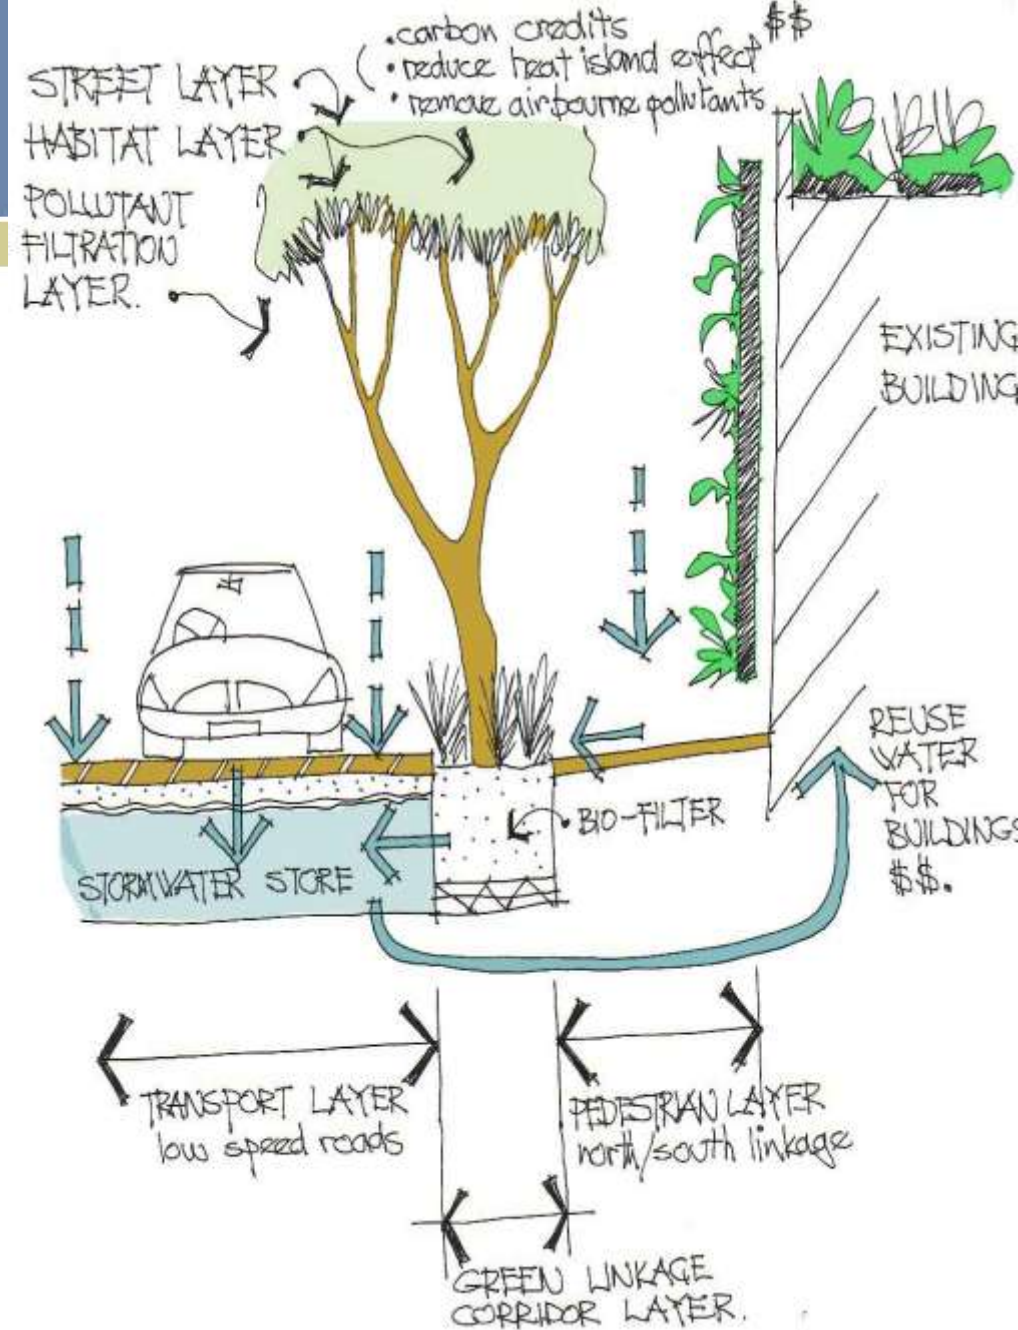 $$
• carbon credits
• reduce heat island effect
• remove airbourne pollutants
STREET LAYER
HABITAT LAYER
POLLUTANT
FILTRATION
LAYER.
EXISTING
BUILDING
REUSE
WATER
FOR
BUILDINGS
$$.
• BIO-FILTER
STORMWATER STORE
TRANSPORT LAYER
low speed roads
PEDESTRIAN LAYER
north/south linkage
GREEN LINKAGE
CORRIDOR LAYER.